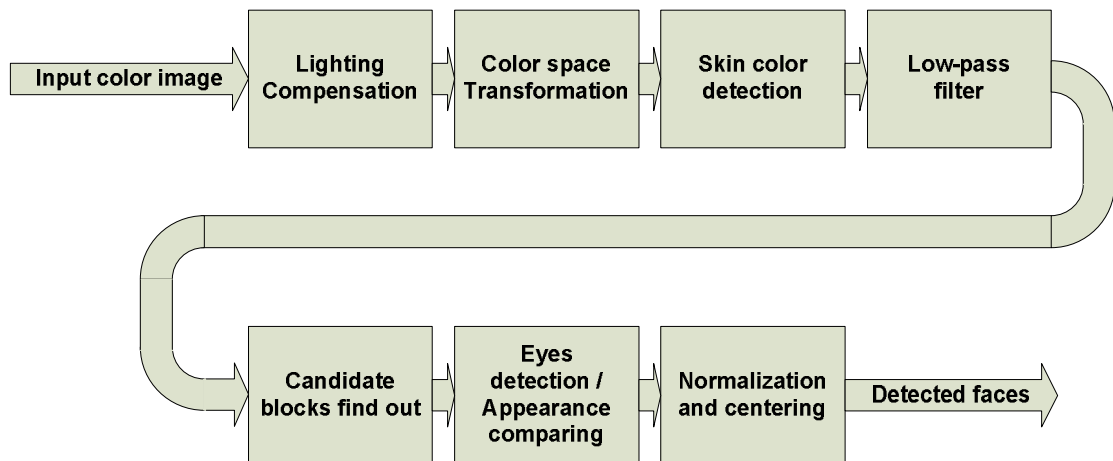 Input color image
Lighting
Compensation
Color space
Transformation
Skin color
detection
Low-pass
filter
Candidate
blocks find out
Eyes
detection /
Appearance
comparing
Normalization
and centering
Detected faces